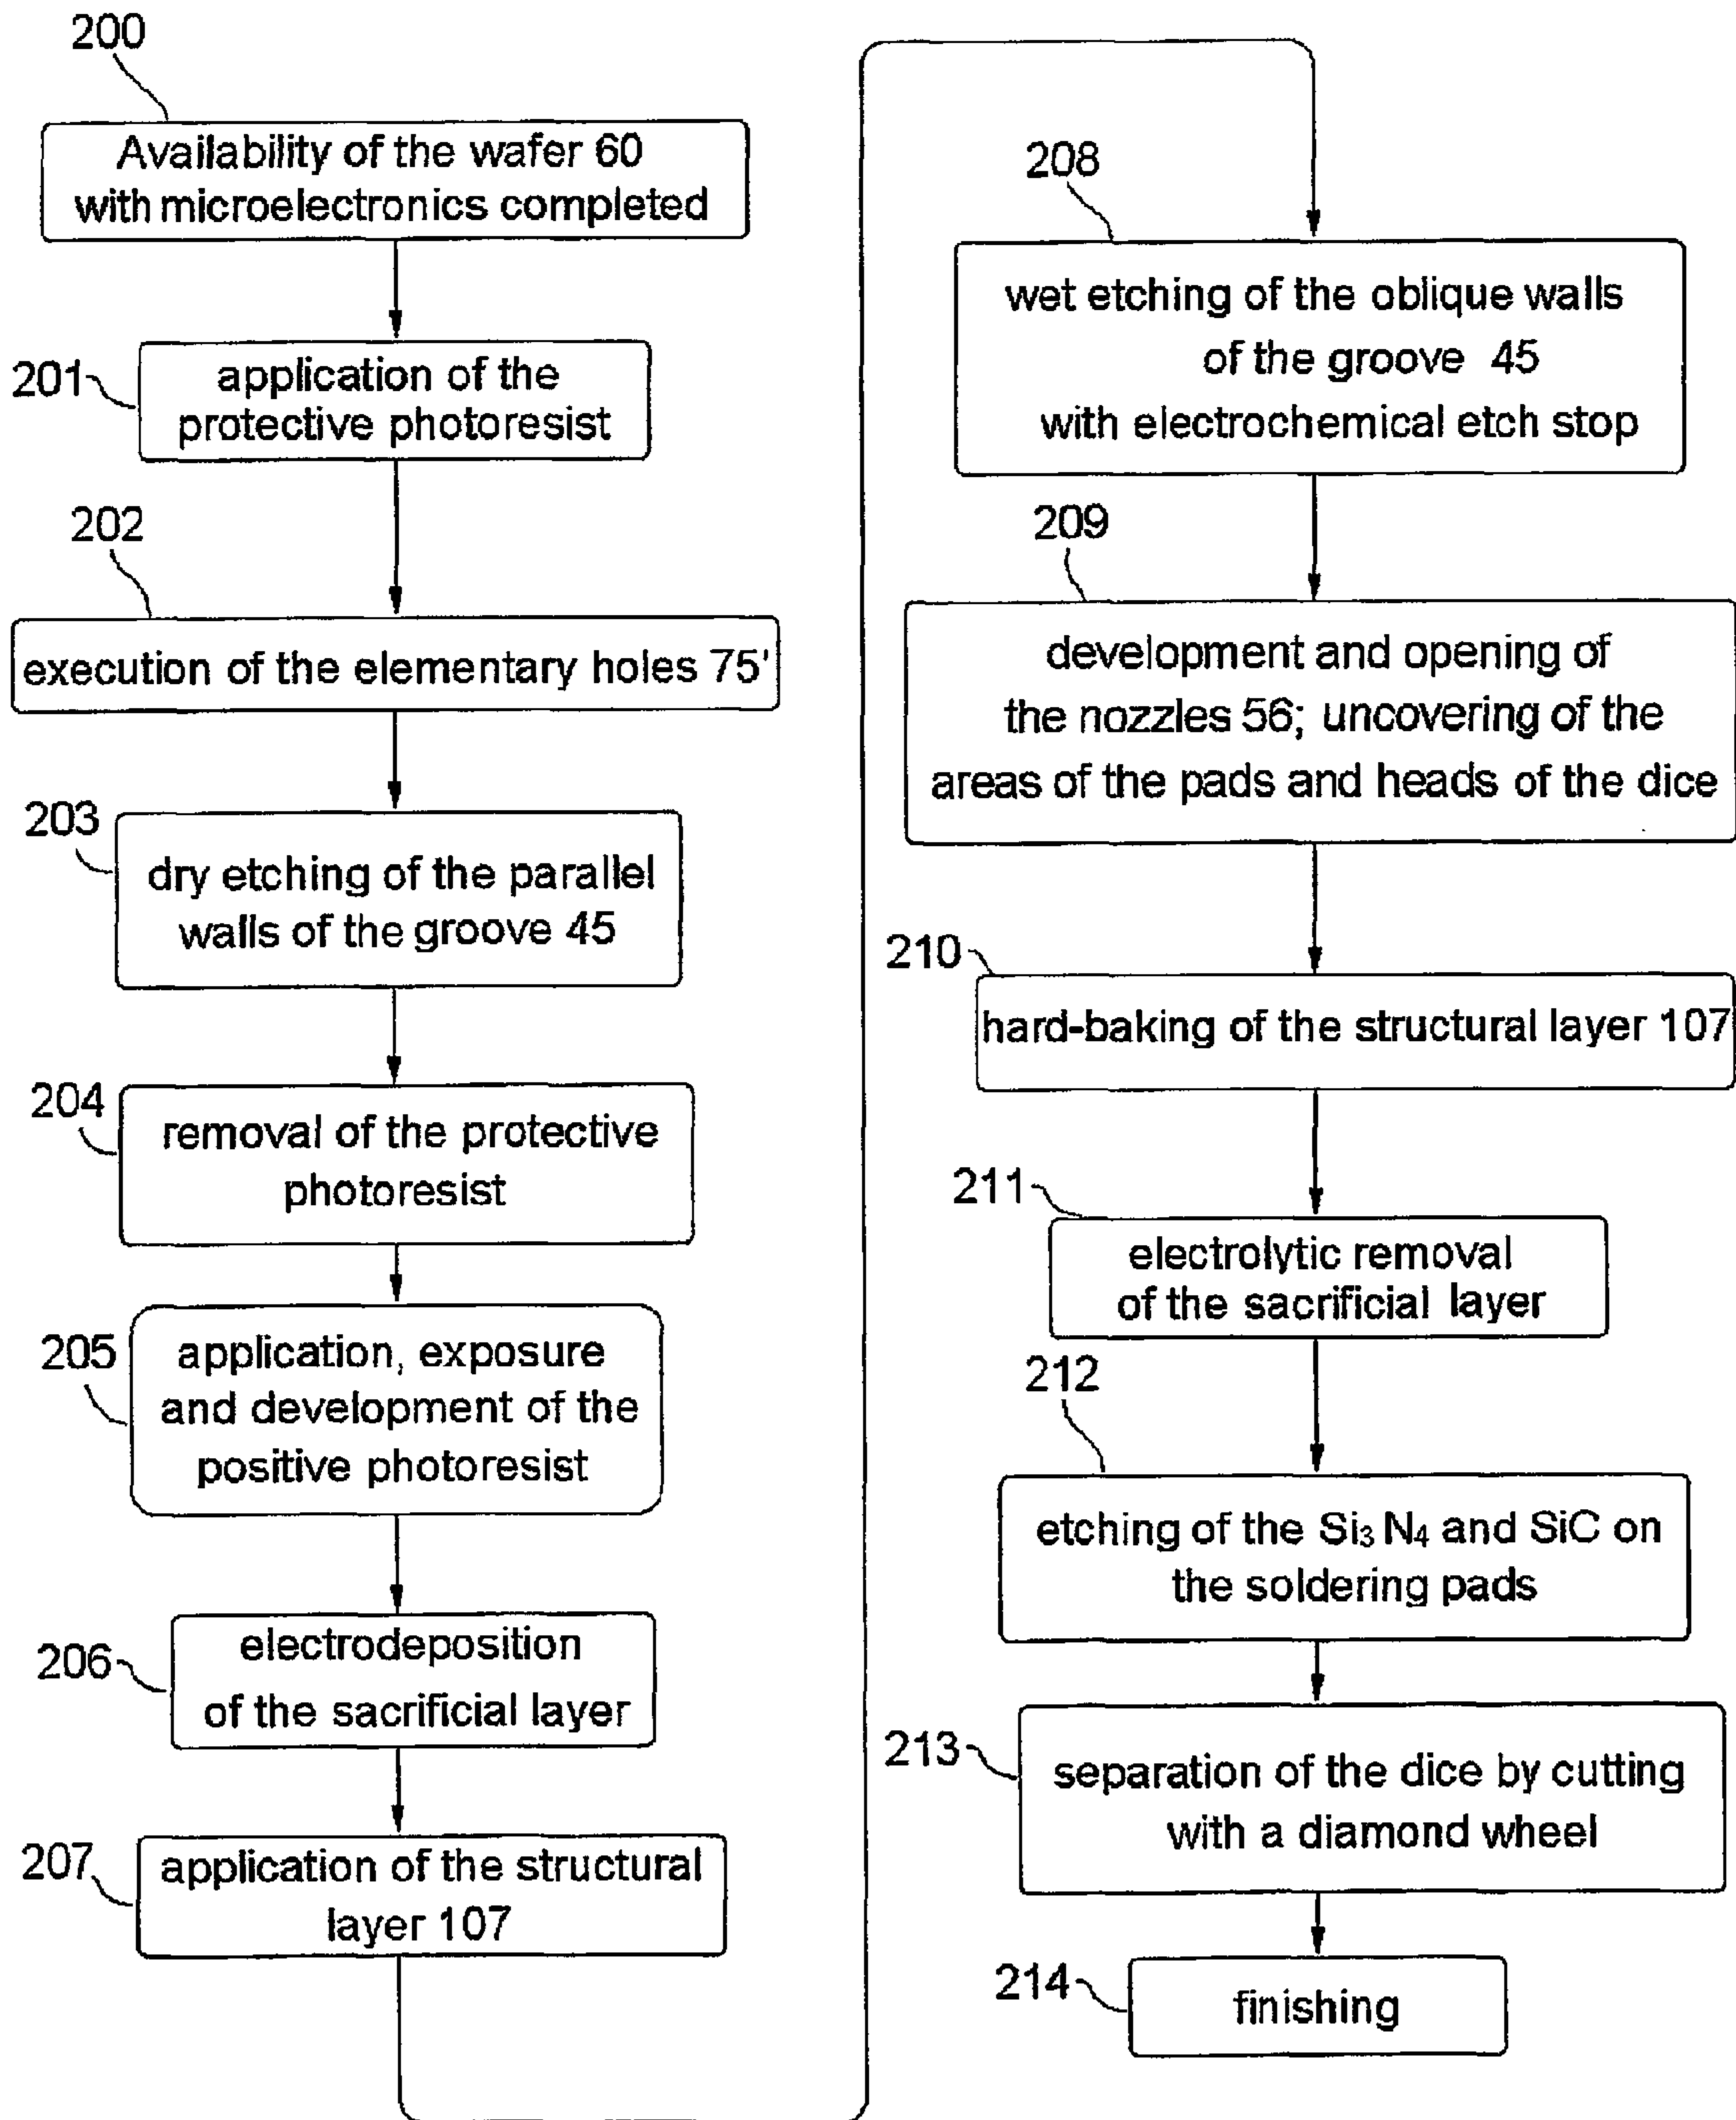 200
Availability of the wafer 60
with microelectronics completed
201
application of the
protective photoresist
202
execution of the elementary holes 75'
203
dry etching of the parallel
walls of the groove 45
204
removal of the protective
photoresist
205
application, exposure
and development of the
positive photoresist
206
electrodeposition
of the sacrificial layer
207
application of the structural
layer 107
208
wet etching of the oblique walls
of the groove 45
with electrochemical etch stop
209
development and opening of
the nozzles 56; uncovering of the
areas of the pads and heads of the dice
210
hard-baking of the structural layer 107
211
electrolytic removal
of the sacrificial layer
212
etching of the Si₃ N₄ and SiC on
the soldering pads
213
separation of the dice by cutting
with a diamond wheel
214
finishing